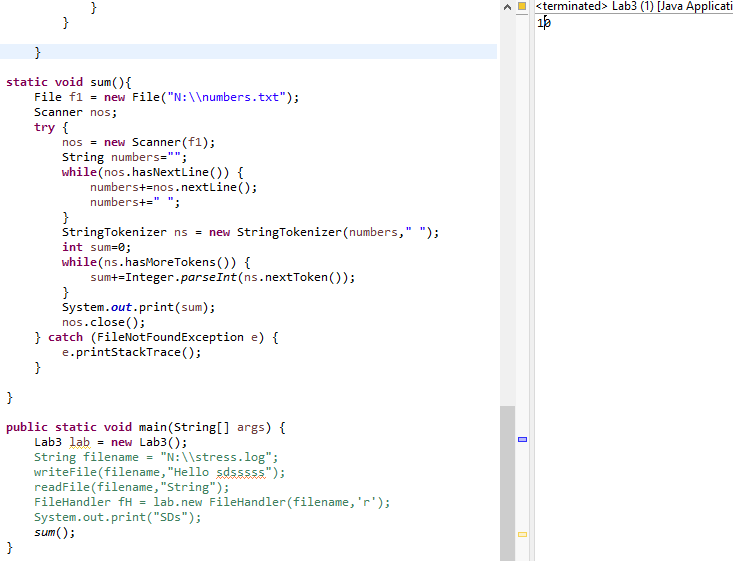 }
        }

    }

static void sum(){
    File f1 = new File("N:\\numbers.txt");
    Scanner nos;
    try {
        nos = new Scanner(f1);
        String numbers="";
        while(nos.hasNextLine()) {
            numbers+=nos.nextLine();
            numbers+=" ";
        }
        StringTokenizer ns = new StringTokenizer(numbers," ");
        int sum=0;
        while(ns.hasMoreTokens()) {
            sum+=Integer.parseInt(ns.nextToken());
        }
        System.out.print(sum);
        nos.close();
    } catch (FileNotFoundException e) {
        e.printStackTrace();
    }

}

public static void main(String[] args) {
    Lab3 lab = new Lab3();
    String filename = "N:\\stress.log";
    writeFile(filename,"Hello sdsssss");
    readFile(filename,"String");
    FileHandler fH = lab.new FileHandler(filename,'r');
    System.out.print("SDs");
    sum();
}
<terminated> Lab3 (1) [Java Applicati
10